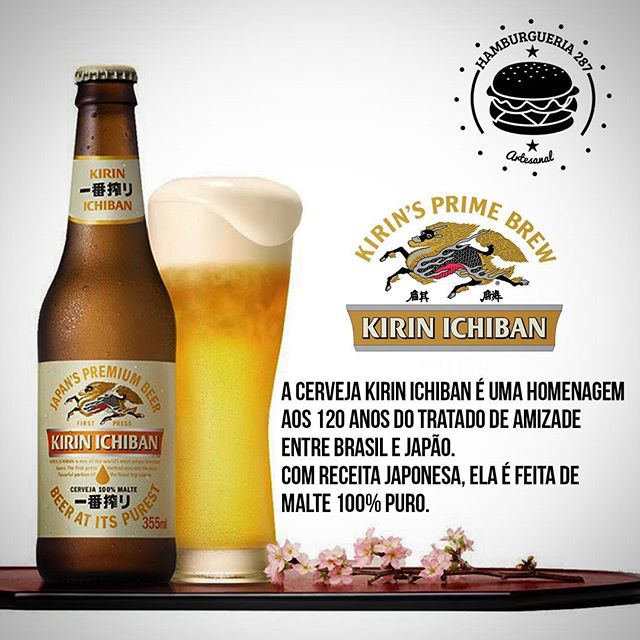 HAMBURGUERIA 287
Artesanal
KIRIN
一番搾り
ICHIBAN
KIRIN'S PRIME BREW
KIRIN ICHIBAN
JAPAN'S PREMIUM BEER
FIRST PRESS
KIRIN ICHIBAN
CERVEJA 100% MALTE
一番搾り
BEER AT ITS PUREST
355ml
A CERVEJA KIRIN ICHIBAN É UMA HOMENAGEM
AOS 120 ANOS DO TRATADO DE AMIZADE
ENTRE BRASIL E JAPÃO.
COM RECEITA JAPONESA, ELA É FEITA DE
MALTE 100% PURO.